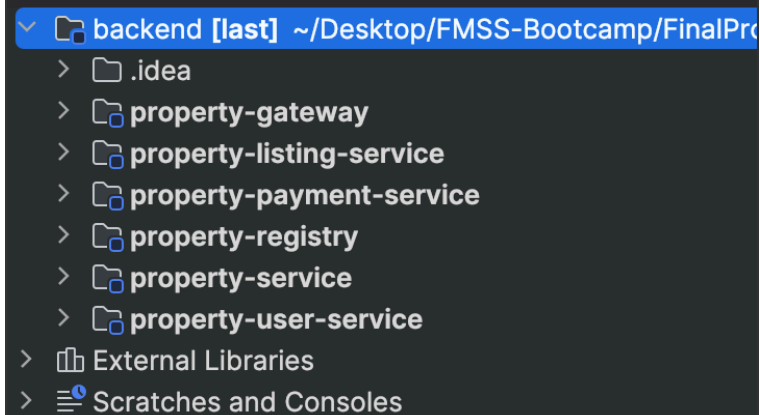 backend [last] ~/Desktop/FMSS-Bootcamp/FinalPro
.idea
property-gateway
property-listing-service
property-payment-service
property-registry
property-service
property-user-service
External Libraries
Scratches and Consoles